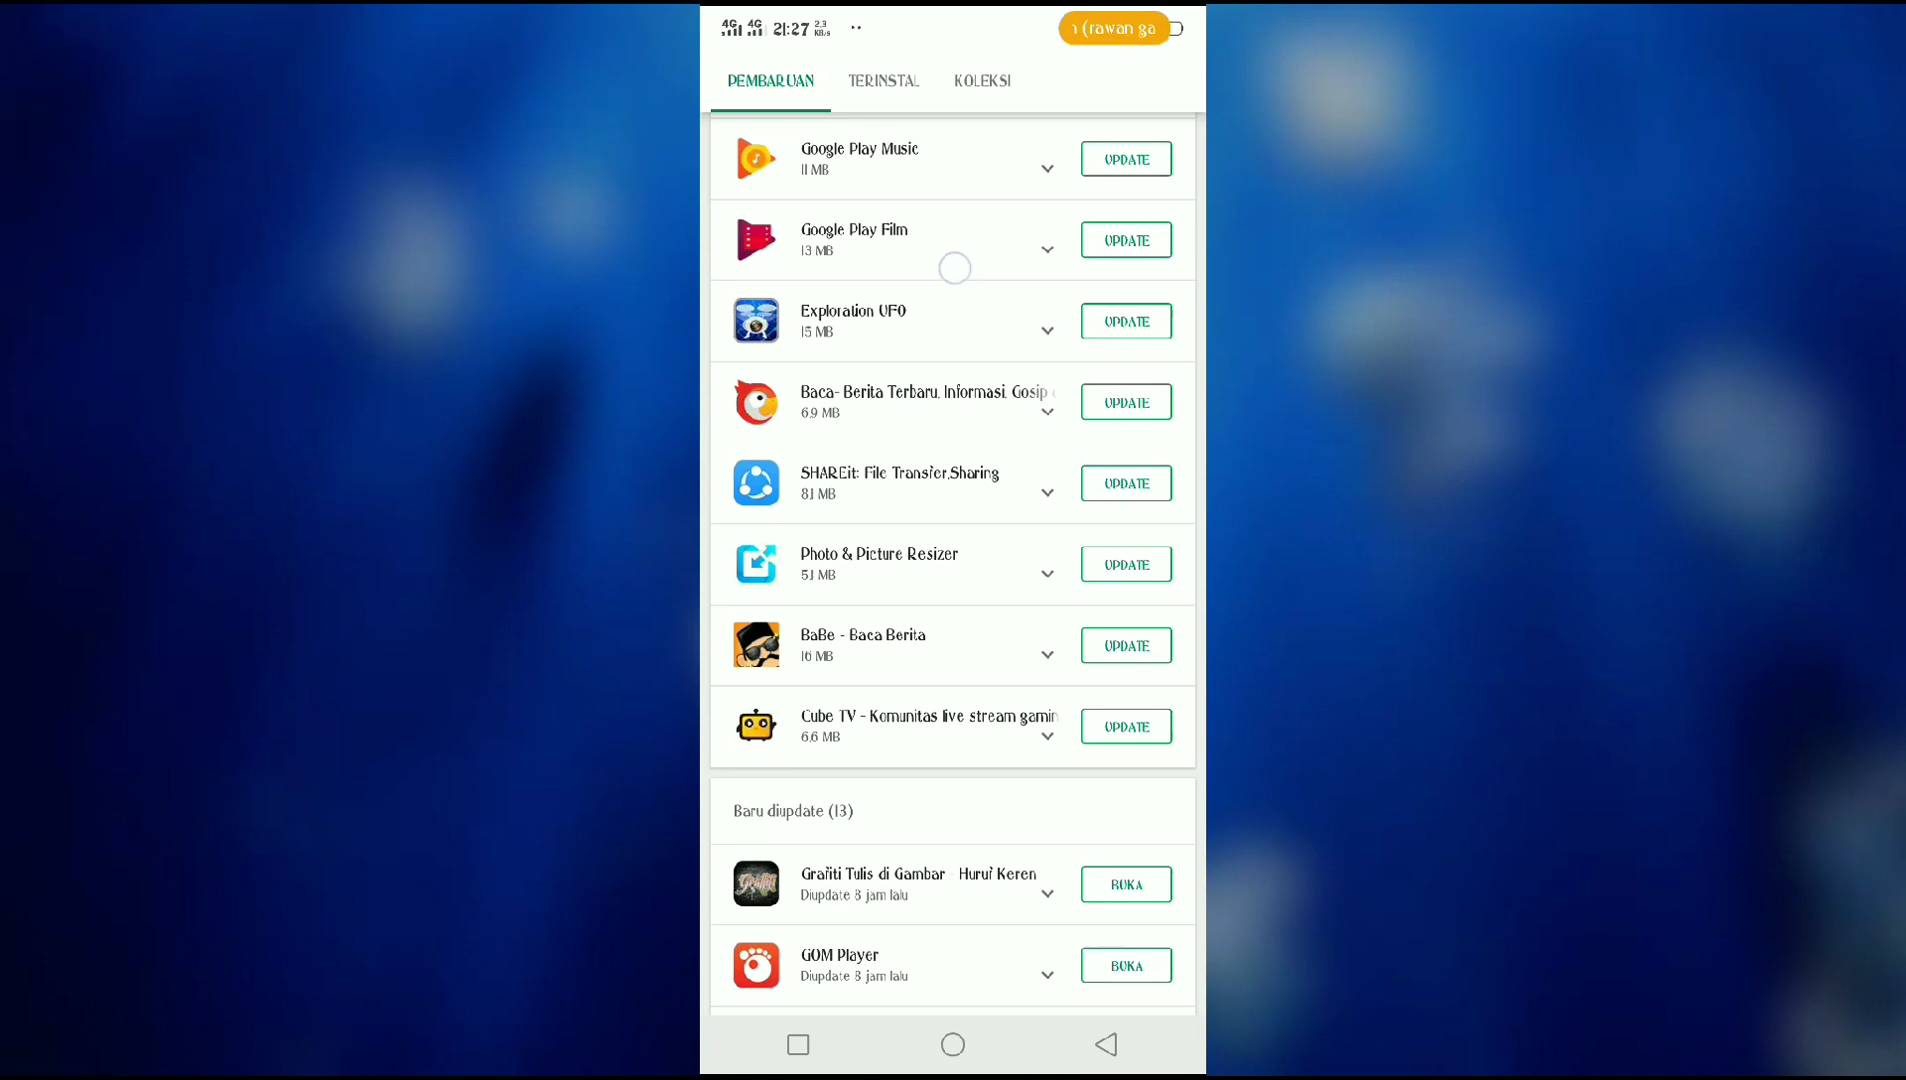 4G 4G 21:27 2.3 KB/s
n (rawan ga
PEMBARUAN TERINSTAL KOLEKSI
Google Play Music
11 MB
UPDATE
Google Play Film
13 MB
UPDATE
Exploration UFO
15 MB
UPDATE
Baca- Berita Terbaru, Informasi, Gosip
6,9 MB
UPDATE
SHAREit: File Transfer,Sharing
8,1 MB
UPDATE
Photo & Picture Resizer
5,1 MB
UPDATE
BaBe - Baca Berita
16 MB
UPDATE
Cube TV - Komunitas live stream gamin
6,6 MB
UPDATE
Baru diupdate (13)
Grafiti Tulis di Gambar - Huruf Keren
Diupdate 8 jam lalu
BUKA
GOM Player
Diupdate 8 jam lalu
BUKA